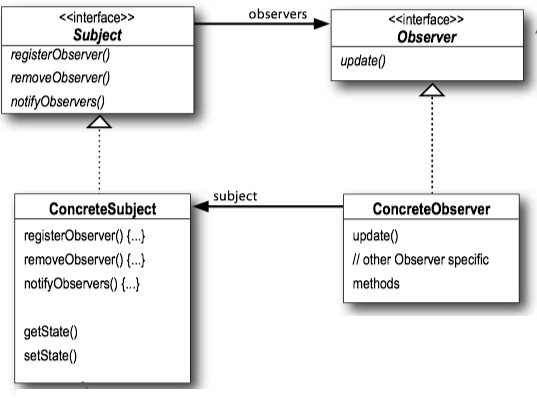 <<interface>>
Subject
registerObserver()
removeObserver()
notifyObservers()
observers
<<interface>>
Observer
update()
ConcreteSubject
registerObserver() {...}
removeObserver() {...}
notifyObservers() {...}
getState()
setState()
subject
ConcreteObserver
update()
// other Observer specific
methods